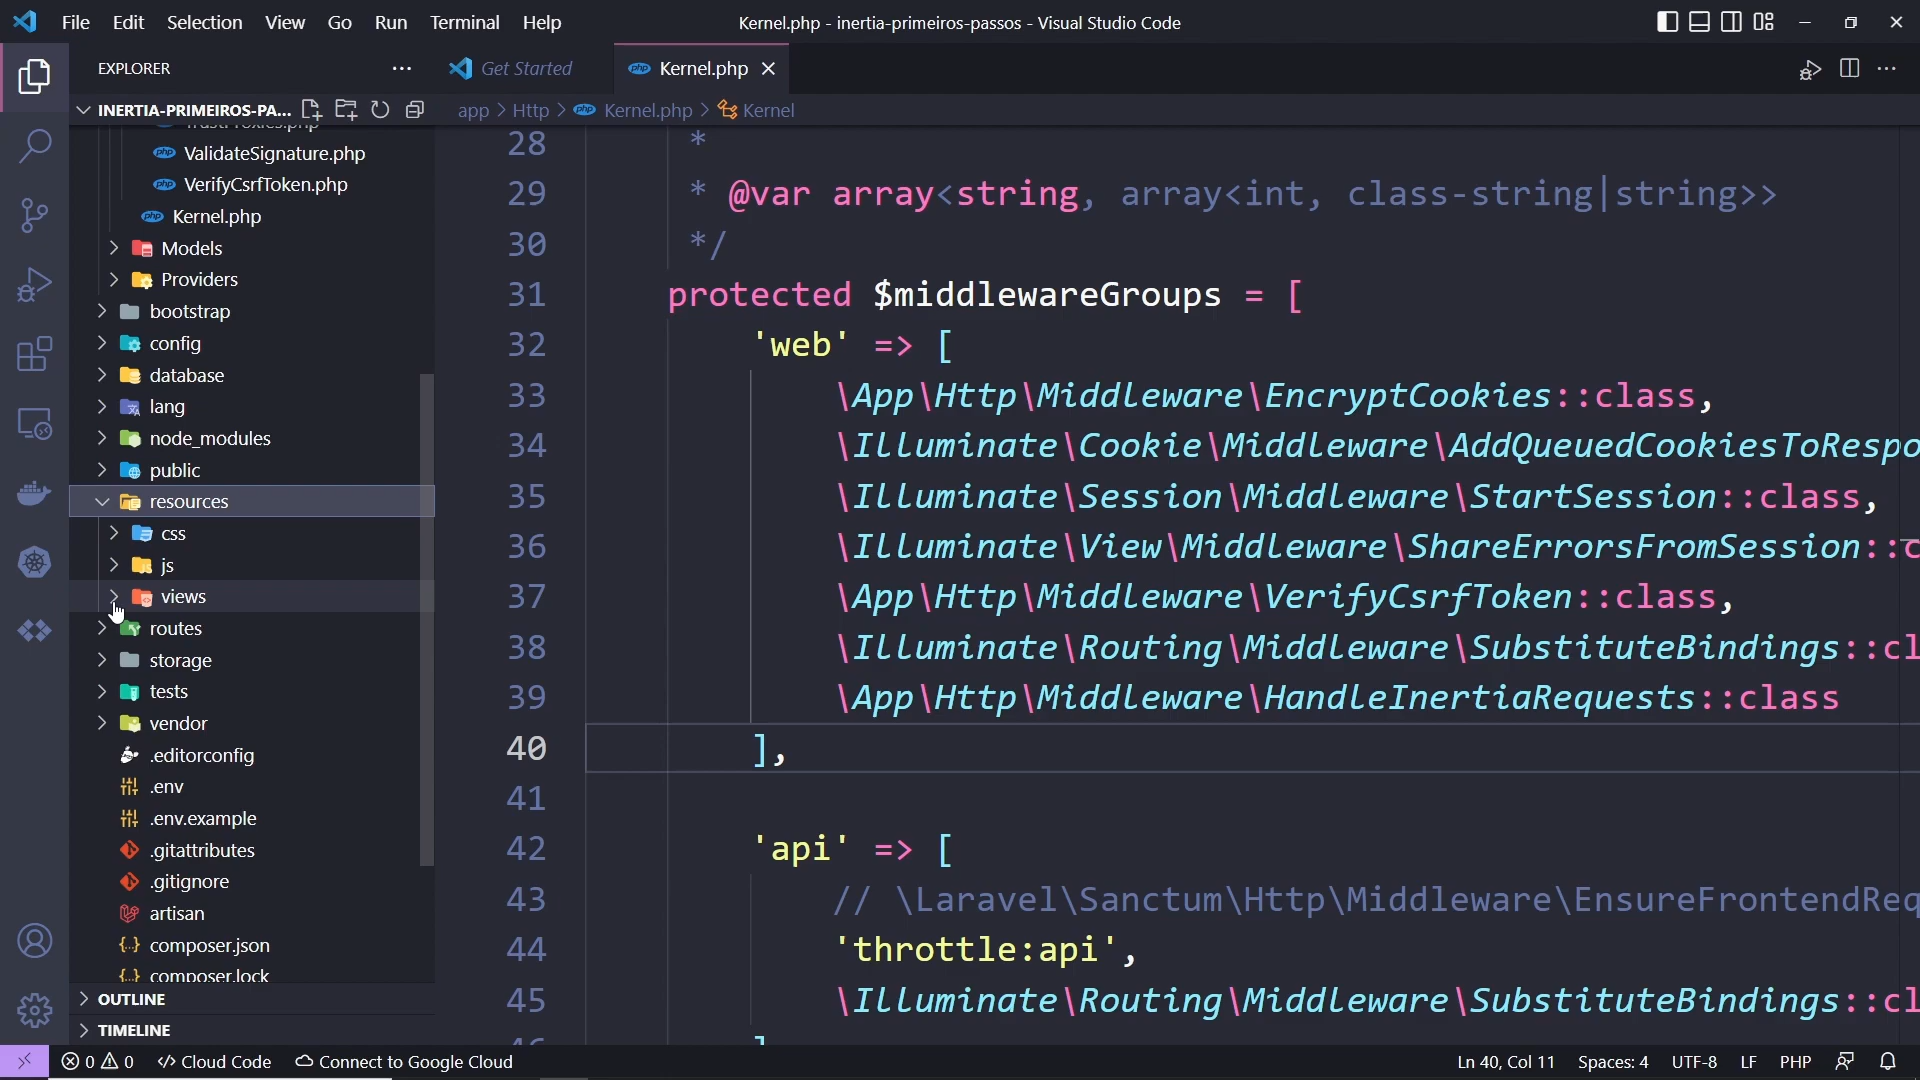 File Edit Selection View Go Run Terminal Help
Kernel.php - inertia-primeiros-passos - Visual Studio Code
EXPLORER
Get Started
Kernel.php
INERTIA-PRIMEIROS-PA...
app > Http > Kernel.php > Kernel
TrustProxies.php
ValidateSignature.php
VerifyCsrfToken.php
Kernel.php
Models
Providers
bootstrap
config
database
lang
node_modules
public
resources
css
js
views
routes
storage
tests
vendor
.editorconfig
.env
.env.example
.gitattributes
.gitignore
artisan
composer.json
composer.lock
OUTLINE
TIMELINE
28 *
29 * @var array<string, array<int, class-string|string>>
30 */
31 protected $middlewareGroups = [
32 'web' => [
33 \App\Http\Middleware\EncryptCookies::class,
34 \Illuminate\Cookie\Middleware\AddQueuedCookiesToRespo
35 \Illuminate\Session\Middleware\StartSession::class,
36 \Illuminate\View\Middleware\ShareErrorsFromSession::c
37 \App\Http\Middleware\VerifyCsrfToken::class,
38 \Illuminate\Routing\Middleware\SubstituteBindings::cl
39 \App\Http\Middleware\HandleInertiaRequests::class
40 ],
41
42 'api' => [
43 // \Laravel\Sanctum\Http\Middleware\EnsureFrontendReq
44 'throttle:api',
45 \Illuminate\Routing\Middleware\SubstituteBindings::cl
46 ]
0 0 Cloud Code Connect to Google Cloud
Ln 40, Col 11 Spaces: 4 UTF-8 LF PHP